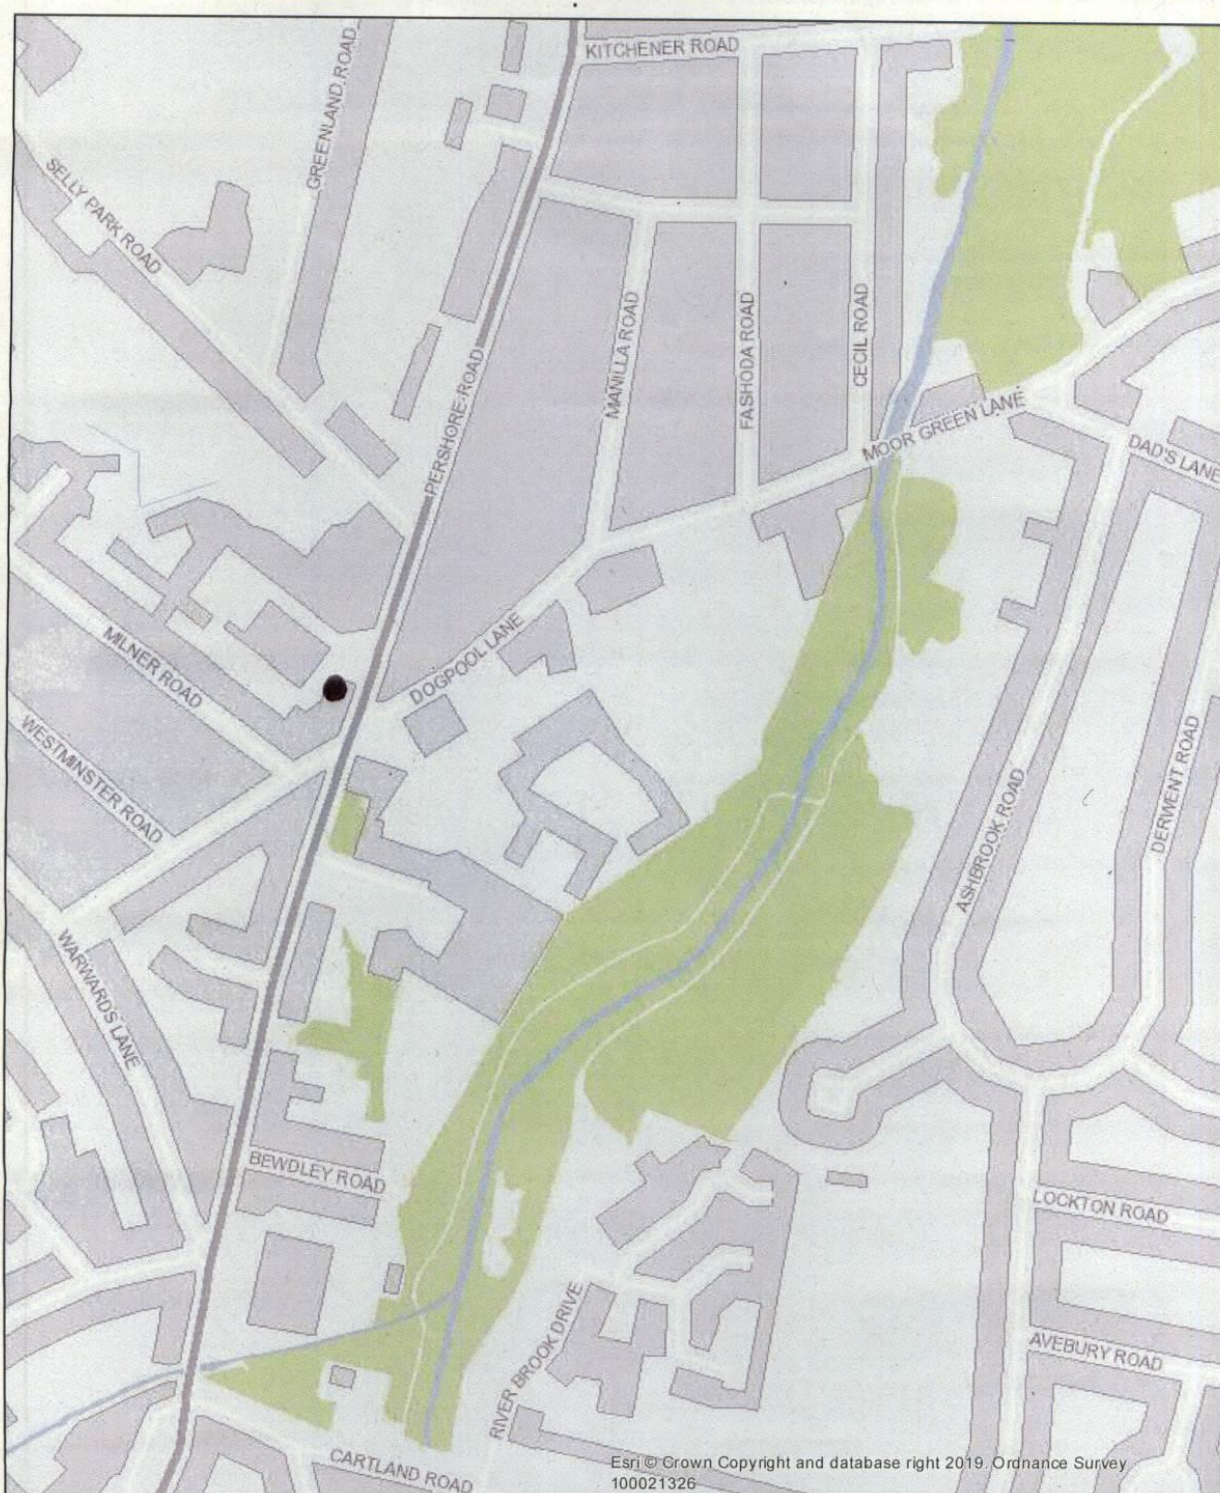 KITCHENER ROAD
GREENLAND ROAD
SELLY PARK ROAD
MANILLA ROAD
FASHODA ROAD
CECIL ROAD
PERSHORE ROAD
MOOR GREEN LANE
DAD'S LANE
DOGPOOL LANE
MILNER ROAD
WESTMINSTER ROAD
DERWENT ROAD
ASHBROOK ROAD
WARWARDS LANE
BEWDLEY ROAD
LOCKTON ROAD
RIVER BROOK DRIVE
AVEBURY ROAD
CARTLAND ROAD
Esri © Crown Copyright and database right 2019. Ordnance Survey
100021326